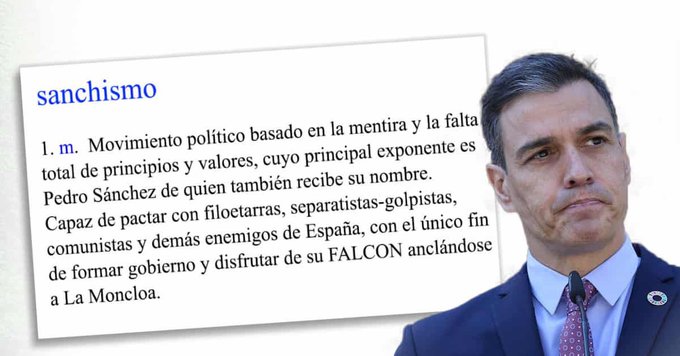 sanchismo
1. m. Movimiento político basado en la mentira y la falta
total de principios y valores, cuyo principal exponente es
Pedro Sánchez de quien también recibe su nombre.
Capaz de pactar con filoetarras, separatistas-golpistas,
comunistas y demás enemigos de España, con el único fin
de formar gobierno y disfrutar de su FALCON anclándose
a La Moncloa.